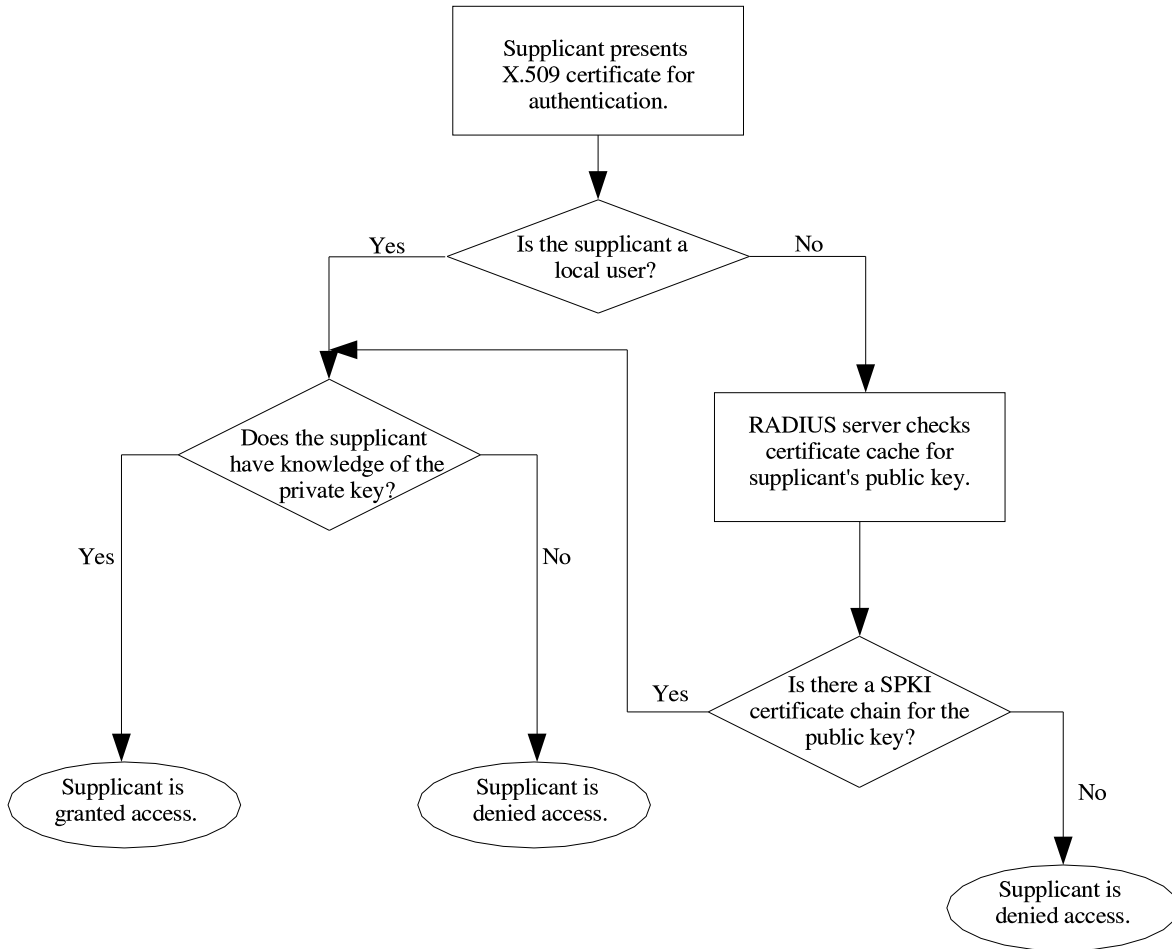 Supplicant presents
X.509 certificate for
authentication.
Is the supplicant a
local user?
Yes
No
Does the supplicant
have knowledge of the
private key?
RADIUS server checks
certificate cache for
supplicant's public key.
Yes
No
Is there a SPKI
certificate chain for the
public key?
Yes
No
Supplicant is
granted access.
Supplicant is
denied access.
Supplicant is
denied access.